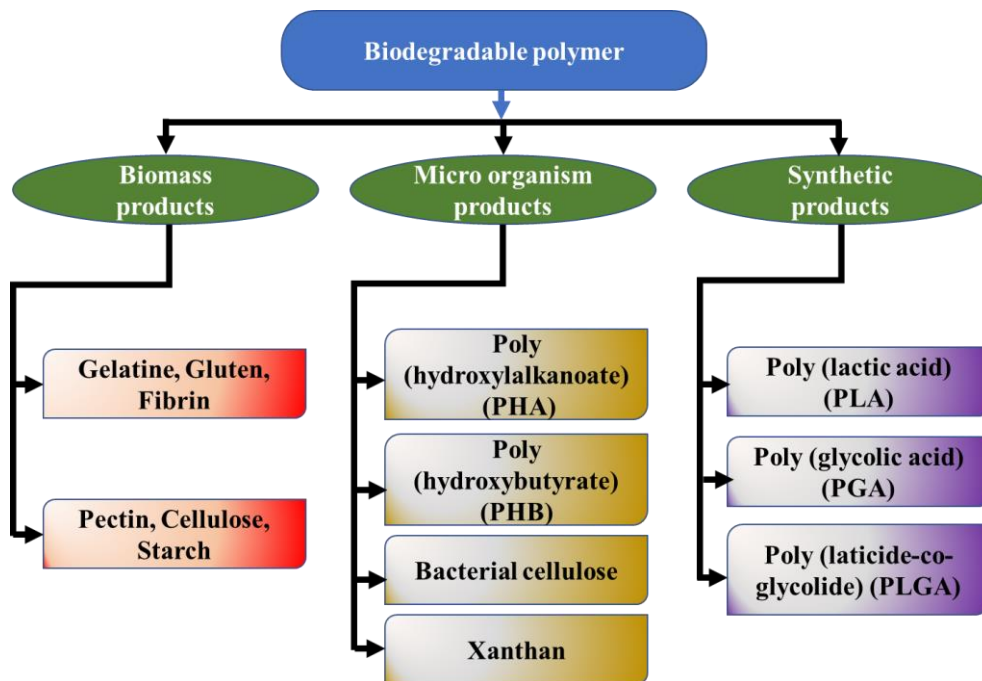 Biodegradable polymer
Biomass
products
Micro organism
products
Synthetic
products
Gelatine, Gluten,
Fibrin
Pectin, Cellulose,
Starch
Poly
(hydroxylalkanoate)
(PHA)
Poly
(hydroxybutyrate)
(PHB)
Bacterial cellulose
Xanthan
Poly (lactic acid)
(PLA)
Poly (glycolic acid)
(PGA)
Poly (laticide-co-
glycolide) (PLGA)